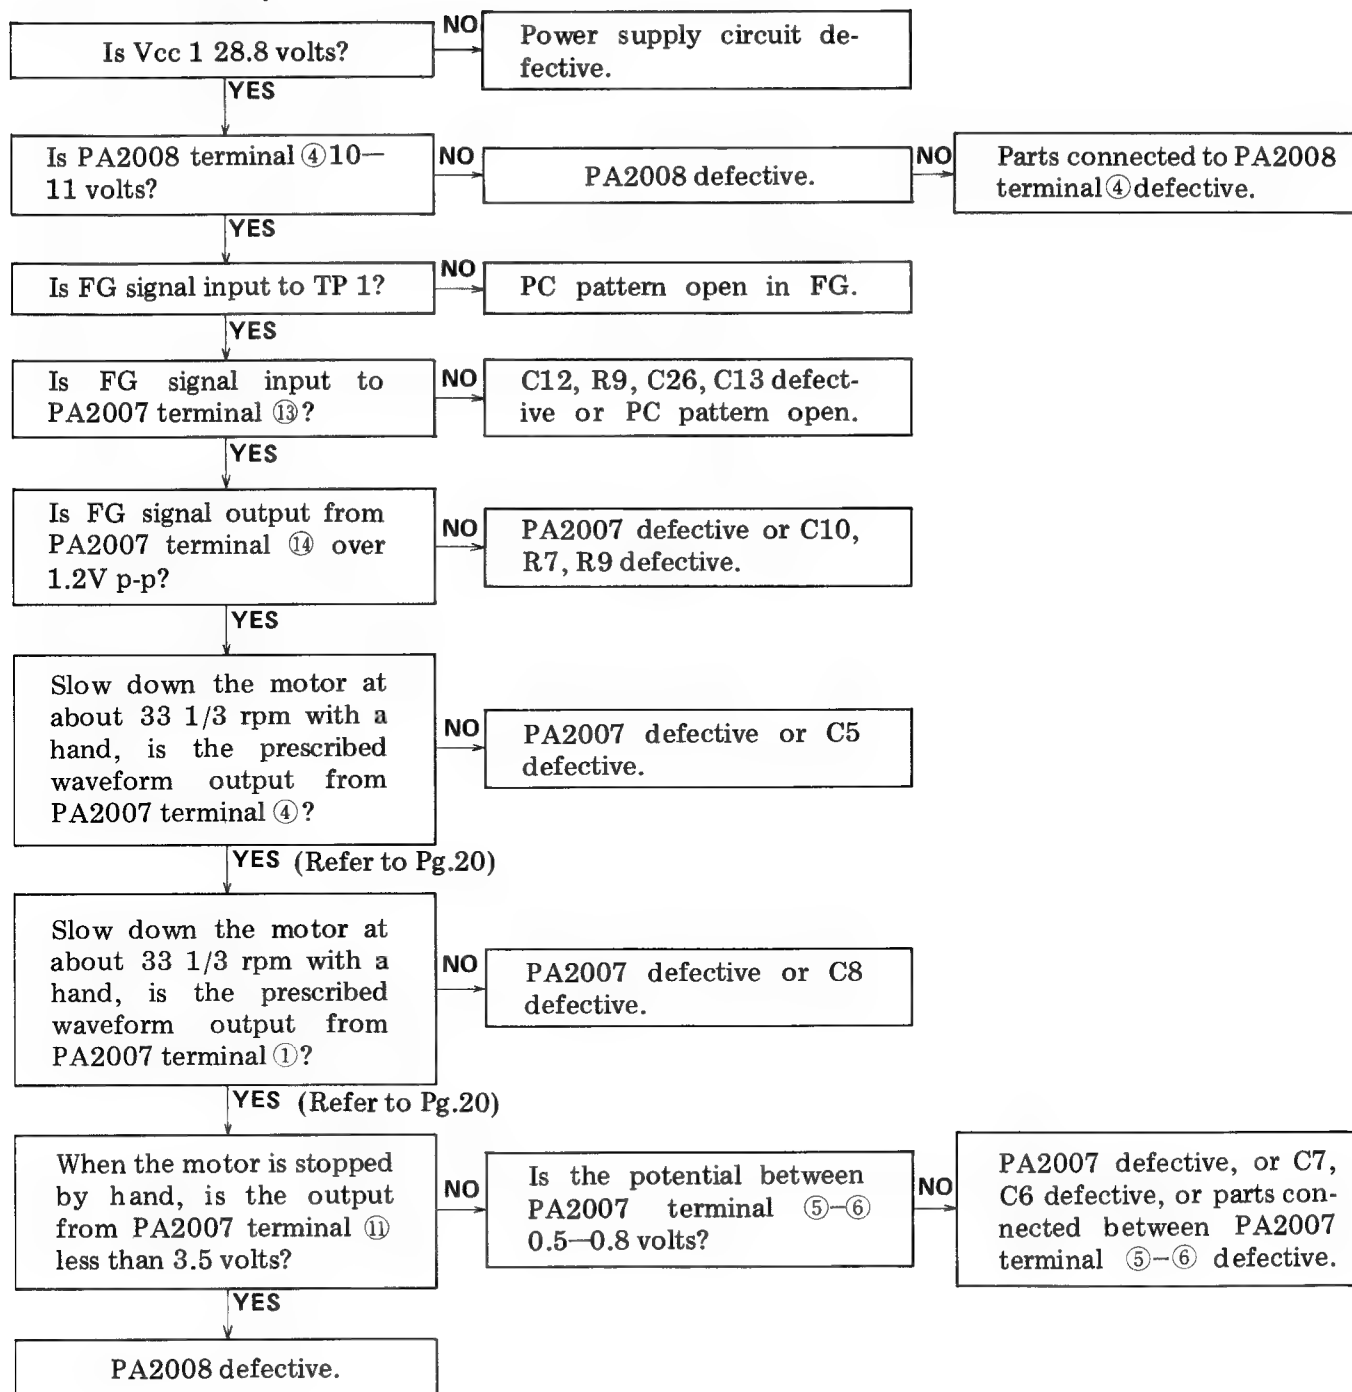 Is Vcc 1 28.8 volts?
NO
Power supply circuit de-
fective.
YES
Is PA2008 terminal ④ 10—
11 volts?
NO
PA2008 defective.
NO
Parts connected to PA2008
terminal ④ defective.
YES
Is FG signal input to TP 1?
NO
PC pattern open in FG.
YES
Is FG signal input to
PA2007 terminal ⑬?
NO
C12, R9, C26, C13 defect-
ive or PC pattern open.
YES
Is FG signal output from
PA2007 terminal ⑭ over
1.2V p-p?
NO
PA2007 defective or C10,
R7, R9 defective.
YES
Slow down the motor at
about 33 1/3 rpm with a
hand, is the prescribed
waveform output from
PA2007 terminal ④?
NO
PA2007 defective or C5
defective.
YES (Refer to Pg.20)
Slow down the motor at
about 33 1/3 rpm with a
hand, is the prescribed
waveform output from
PA2007 terminal ①?
NO
PA2007 defective or C8
defective.
YES (Refer to Pg.20)
When the motor is stopped
by hand, is the output
from PA2007 terminal ⑪
less than 3.5 volts?
NO
Is the potential between
PA2007 terminal ⑤–⑥
0.5—0.8 volts?
NO
PA2007 defective, or C7,
C6 defective, or parts con-
nected between PA2007
terminal ⑤–⑥ defective.
YES
PA2008 defective.